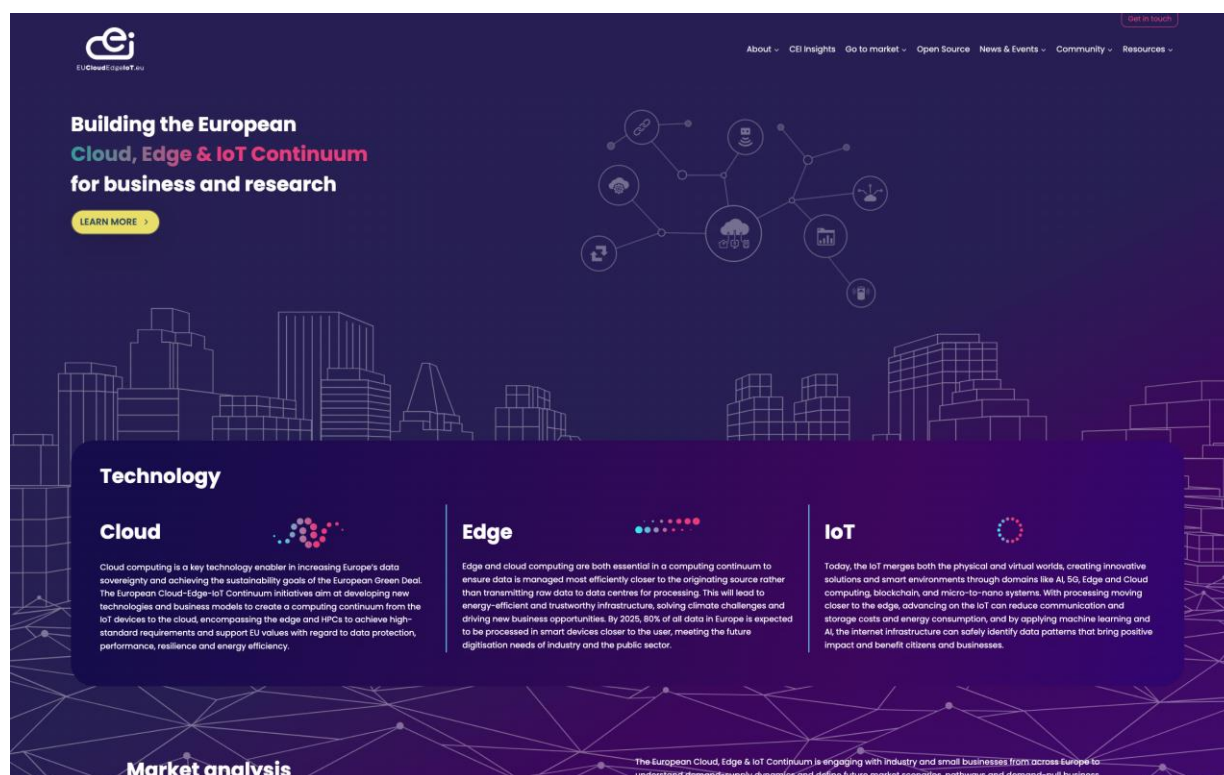 Get in touch
EUCloudEdgeIoT.eu
About CEI Insights Go to market Open Source News & Events Community Resources
Building the European
Cloud, Edge & IoT Continuum
for business and research
LEARN MORE >
Technology
Cloud
Cloud computing is a key technology enabler in increasing Europe's data
sovereignty and achieving the sustainability goals of the European Green Deal.
The European Cloud-Edge-IoT Continuum initiatives aim at developing new
technologies and business models to create a computing continuum from the
IoT devices to the cloud, encompassing the edge and HPCs to achieve high-
standard requirements and support EU values with regard to data protection,
performance, resilience and energy efficiency.
Edge
Edge and cloud computing are both essential in a computing continuum to
ensure data is managed most efficiently closer to the originating source rather
than transmitting raw data to data centres for processing. This will lead to
energy-efficient and trustworthy infrastructure, solving climate challenges and
driving new business opportunities. By 2025, 80% of all data in Europe is expected
to be processed in smart devices closer to the user, meeting the future
digitisation needs of industry and the public sector.
IoT
Today, the IoT merges both the physical and virtual worlds, creating innovative
solutions and smart environments through domains like AI, 5G, Edge and Cloud
computing, blockchain, and micro-to-nano systems. With processing moving
closer to the edge, advancing on the IoT can reduce communication and
storage costs and energy consumption, and by applying machine learning and
AI, the internet infrastructure can safely identify data patterns that bring positive
impact and benefit citizens and businesses.
Market analysis
The European Cloud, Edge & IoT Continuum is engaging with industry and small businesses from across Europe to
understand demand-supply dynamics and define future market scenarios, pathways and demand-pull business